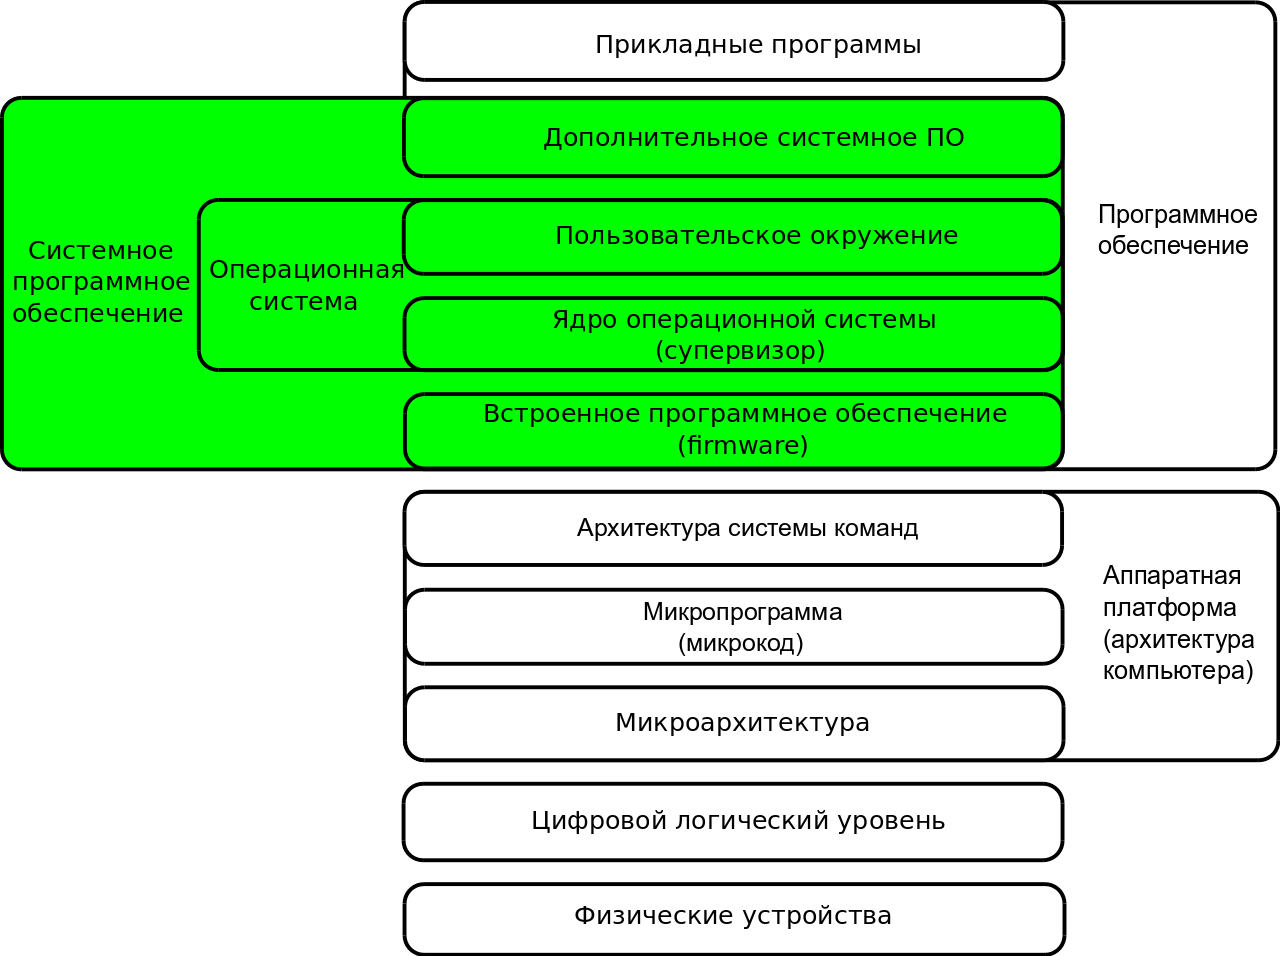 Прикладные программы
Дополнительное системное ПО
Пользовательское окружение
Программное
обеспечение
Системное
программное
обеспечение
Операционная
система
Ядро операционной системы
(супервизор)
Встроенное программное обеспечение
(firmware)
Архитектура системы команд
Микропрограмма
(микрокод)
Аппаратная
платформа
(архитектура
компьютера)
Микроархитектура
Цифровой логический уровень
Физические устройства